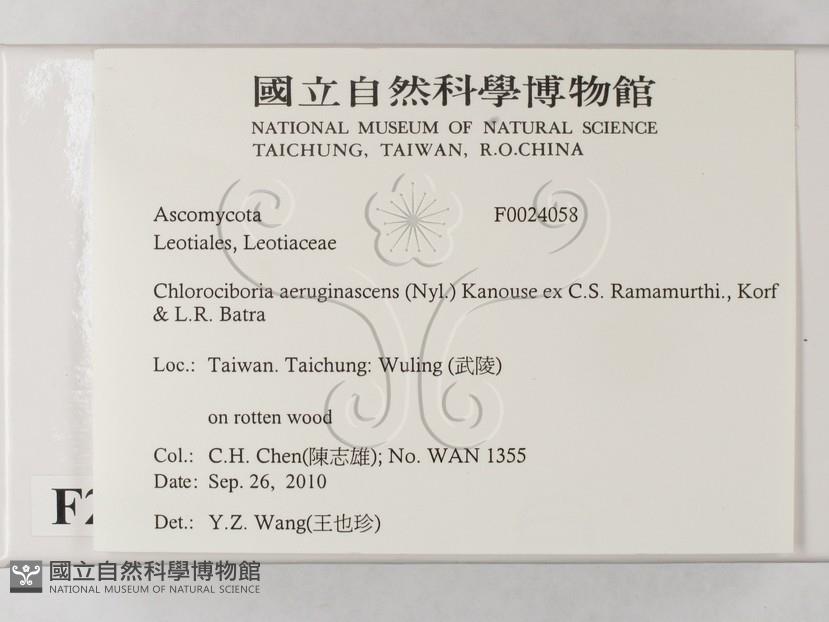 國立自然科學博物館
NATIONAL MUSEUM OF NATURAL SCIENCE
TAICHUNG, TAIWAN, R.O.CHINA
Ascomycota F0024058
Leotiales, Leotiaceae
Chlorociboria aeruginascens (Nyl.) Kanouse ex C.S. Ramamurthi., Korf
& L.R. Batra
Loc.: Taiwan. Taichung: Wuling (武陵)
on rotten wood
Col.: C.H. Chen(陳志雄); No. WAN 1355
Date: Sep. 26, 2010
Det.: Y.Z. Wang(王也珍)
國立自然科學博物館
NATIONAL MUSEUM OF NATURAL SCIENCE